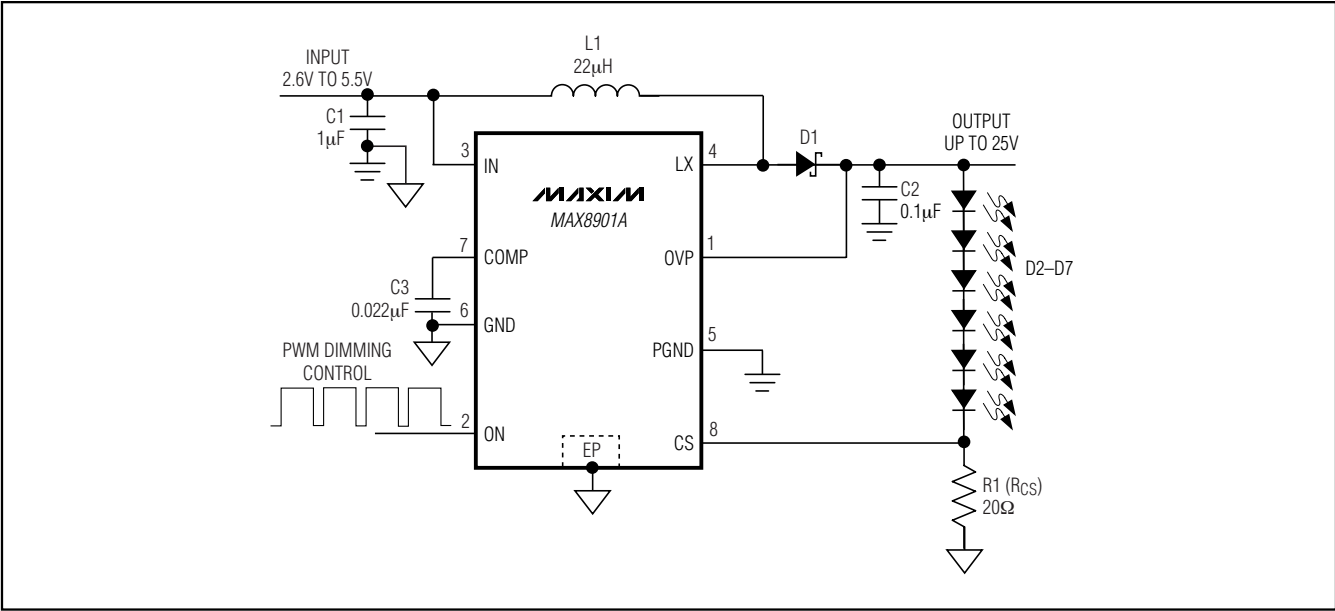 L1
22µH
INPUT
2.6V TO 5.5V
C1
1µF
OUTPUT
UP TO 25V
D1
3
IN
LX
4
MAXIM
MAX8901A
C2
0.1µF
7
COMP
OVP
1
D2–D7
C3
0.022µF
6
GND
PGND
5
PWM DIMMING
CONTROL
2
ON
EP
CS
8
R1 (RCS)
20Ω